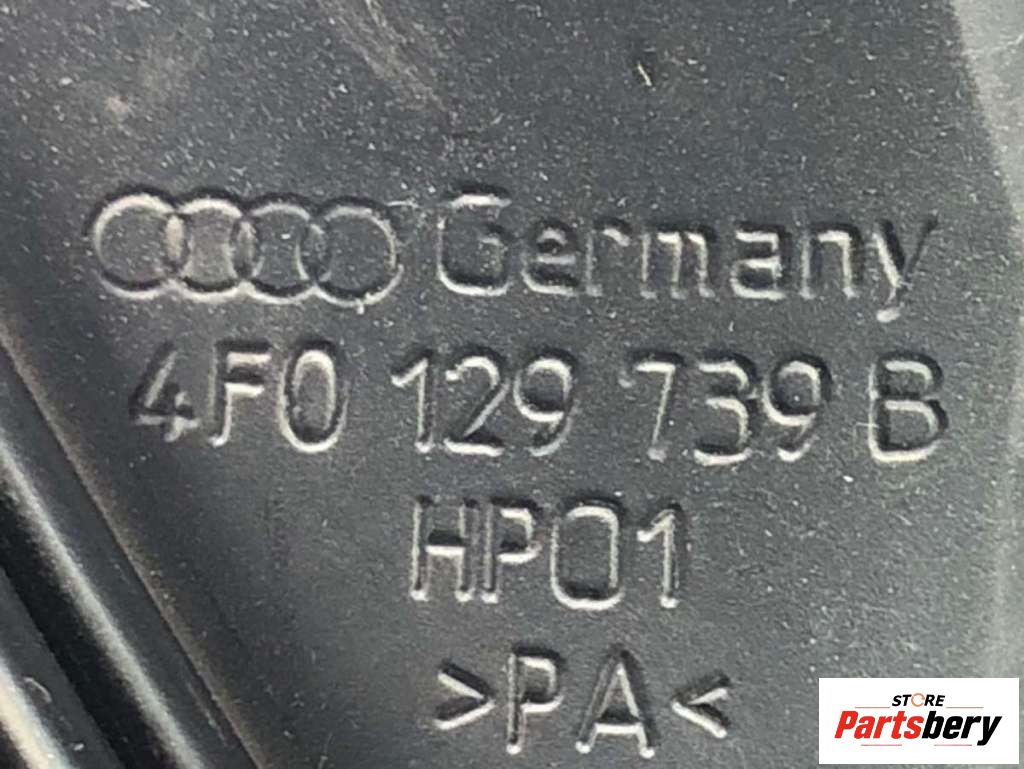 Germany
4F0 129 739 B
HP01
>PA<
STORE
Partsbery